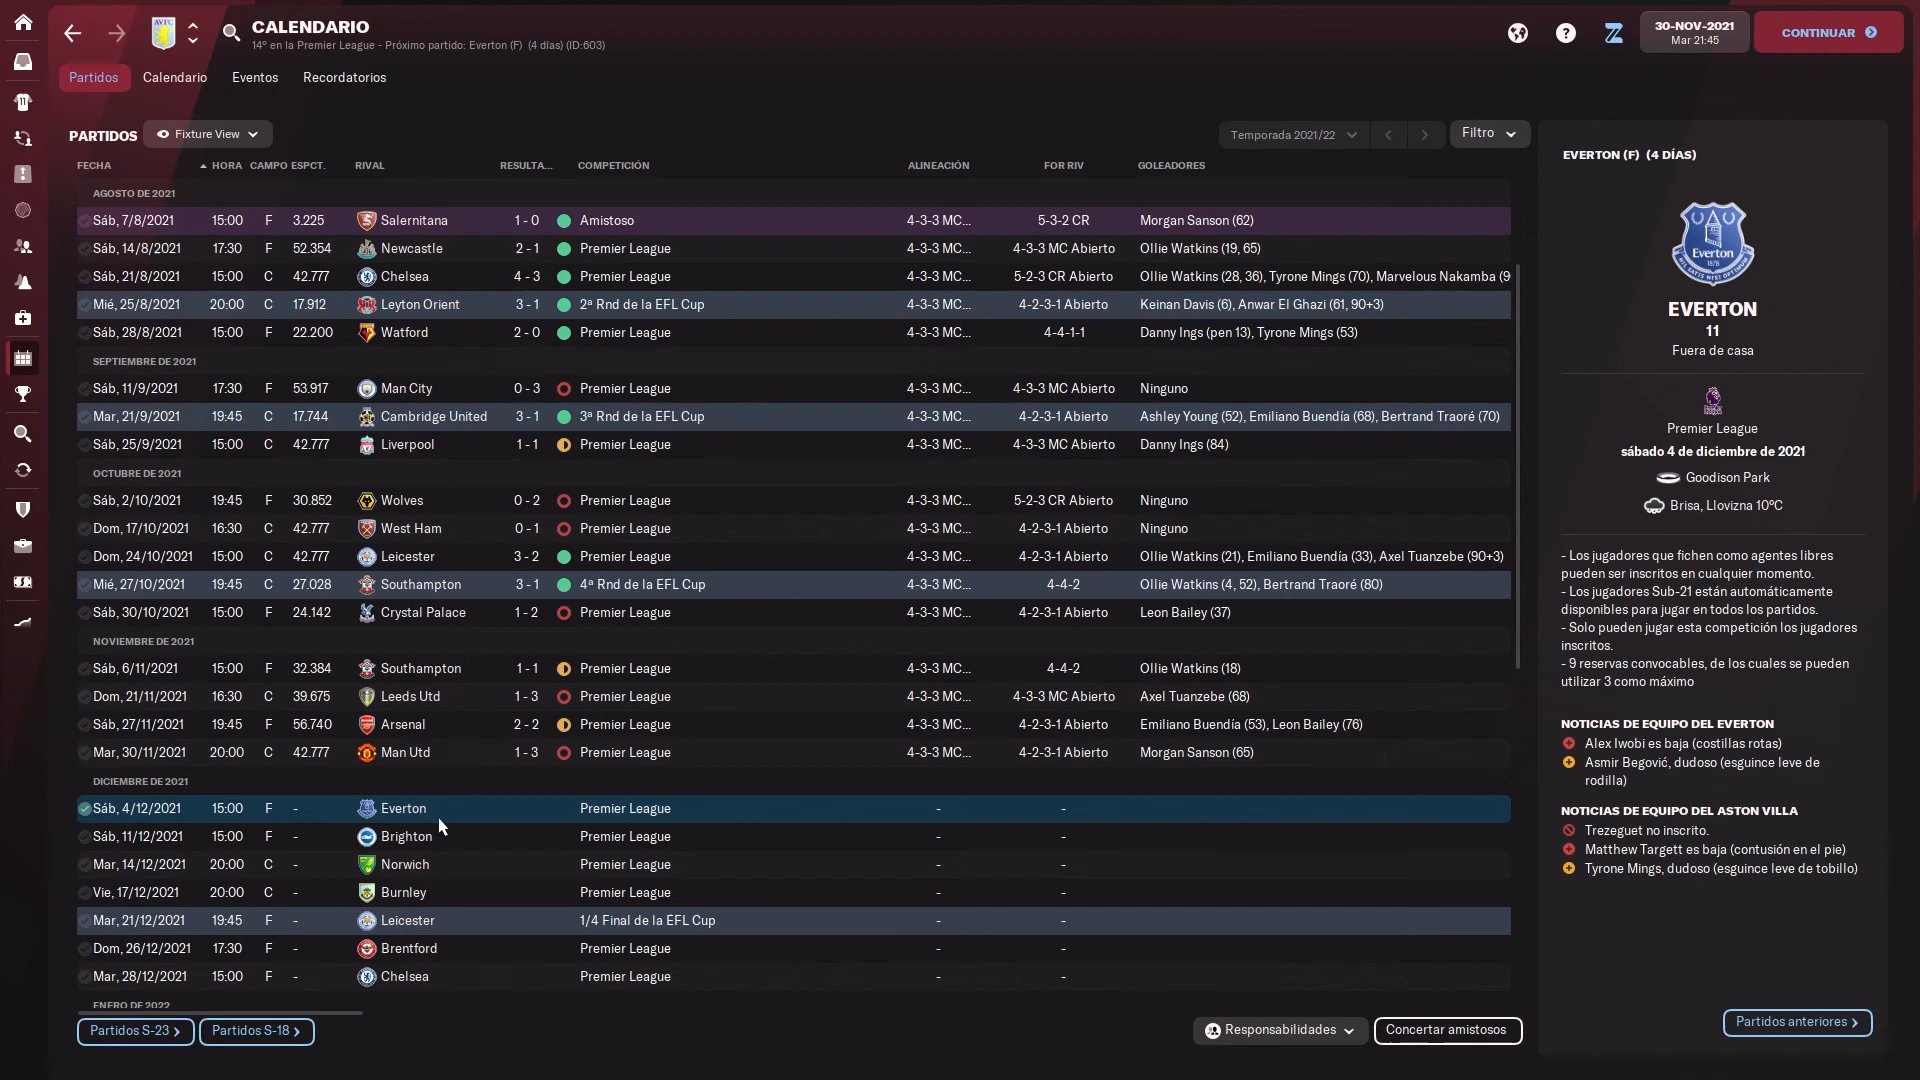 CALENDARIO
14º en la Premier League - Próximo partido: Everton (F) (4 días) (ID:603)
30-NOV-2021
Mar 21:45
CONTINUAR
Partidos Calendario Eventos Recordatorios
PARTIDOS Fixture View Temporada 2021/22 Filtro
FECHA HORA CAMPO ESPCT. RIVAL RESULTA... COMPETICIÓN ALINEACIÓN FOR RIV GOLEADORES
AGOSTO DE 2021
Sáb, 7/8/2021 15:00 F 3.225 Salernitana 1 - 0 Amistoso 4-3-3 MC... 5-3-2 CR Morgan Sanson (62)
Sáb, 14/8/2021 17:30 F 52.354 Newcastle 2 - 1 Premier League 4-3-3 MC... 4-3-3 MC Abierto Ollie Watkins (19, 65)
Sáb, 21/8/2021 15:00 C 42.777 Chelsea 4 - 3 Premier League 4-3-3 MC... 5-2-3 CR Abierto Ollie Watkins (28, 36), Tyrone Mings (70), Marvelous Nakamba (9
Mié, 25/8/2021 20:00 C 17.912 Leyton Orient 3 - 1 2ª Rnd de la EFL Cup 4-3-3 MC... 4-2-3-1 Abierto Keinan Davis (6), Anwar El Ghazi (61, 90+3)
Sáb, 28/8/2021 15:00 F 22.200 Watford 2 - 0 Premier League 4-3-3 MC... 4-4-1-1 Danny Ings (pen 13), Tyrone Mings (53)
SEPTIEMBRE DE 2021
Sáb, 11/9/2021 17:30 F 53.917 Man City 0 - 3 Premier League 4-3-3 MC... 4-3-3 MC Abierto Ninguno
Mar, 21/9/2021 19:45 C 17.744 Cambridge United 3 - 1 3ª Rnd de la EFL Cup 4-3-3 MC... 4-2-3-1 Abierto Ashley Young (52), Emiliano Buendía (68), Bertrand Traoré (70)
Sáb, 25/9/2021 15:00 C 42.777 Liverpool 1 - 1 Premier League 4-3-3 MC... 4-3-3 MC Abierto Danny Ings (84)
OCTUBRE DE 2021
Sáb, 2/10/2021 19:45 F 30.852 Wolves 0 - 2 Premier League 4-3-3 MC... 5-2-3 CR Abierto Ninguno
Dom, 17/10/2021 16:30 C 42.777 West Ham 0 - 1 Premier League 4-3-3 MC... 4-2-3-1 Abierto Ninguno
Dom, 24/10/2021 15:00 C 42.777 Leicester 3 - 2 Premier League 4-3-3 MC... 4-2-3-1 Abierto Ollie Watkins (21), Emiliano Buendía (33), Axel Tuanzebe (90+3)
Mié, 27/10/2021 19:45 C 27.028 Southampton 3 - 1 4ª Rnd de la EFL Cup 4-3-3 MC... 4-4-2 Ollie Watkins (4, 52), Bertrand Traoré (80)
Sáb, 30/10/2021 15:00 F 24.142 Crystal Palace 1 - 2 Premier League 4-3-3 MC... 4-2-3-1 Abierto Leon Bailey (37)
NOVIEMBRE DE 2021
Sáb, 6/11/2021 15:00 F 32.384 Southampton 1 - 1 Premier League 4-3-3 MC... 4-4-2 Ollie Watkins (18)
Dom, 21/11/2021 16:30 C 39.675 Leeds Utd 1 - 3 Premier League 4-3-3 MC... 4-3-3 MC Abierto Axel Tuanzebe (68)
Sáb, 27/11/2021 19:45 F 56.740 Arsenal 2 - 2 Premier League 4-3-3 MC... 4-2-3-1 Abierto Emiliano Buendía (53), Leon Bailey (76)
Mar, 30/11/2021 20:00 C 42.777 Man Utd 1 - 3 Premier League 4-3-3 MC... 4-2-3-1 Abierto Morgan Sanson (65)
DICIEMBRE DE 2021
Sáb, 4/12/2021 15:00 F - Everton Premier League - -
Sáb, 11/12/2021 15:00 F - Brighton Premier League - -
Mar, 14/12/2021 20:00 C - Norwich Premier League - -
Vie, 17/12/2021 20:00 C - Burnley Premier League - -
Mar, 21/12/2021 19:45 F - Leicester 1/4 Final de la EFL Cup - -
Dom, 26/12/2021 17:30 F - Brentford Premier League - -
Mar, 28/12/2021 15:00 F - Chelsea Premier League - -
ENERO DE 2022
Partidos S-23 Partidos S-18 Responsabilidades Concertar amistosos
EVERTON (F) (4 DÍAS)
Everton
1878
EVERTON
11
Fuera de casa
Premier League
sábado 4 de diciembre de 2021
Goodison Park
Brisa, Llovizna 10ºC
- Los jugadores que fichen como agentes libres
pueden ser inscritos en cualquier momento.
- Los jugadores Sub-21 están automáticamente
disponibles para jugar en todos los partidos.
- Solo pueden jugar esta competición los jugadores
inscritos.
- 9 reservas convocables, de los cuales se pueden
utilizar 3 como máximo
NOTICIAS DE EQUIPO DEL EVERTON
Alex Iwobi es baja (costillas rotas)
Asmir Begović, dudoso (esguince leve de
rodilla)
NOTICIAS DE EQUIPO DEL ASTON VILLA
Trezeguet no inscrito.
Matthew Targett es baja (contusión en el pie)
Tyrone Mings, dudoso (esguince leve de tobillo)
Partidos anteriores